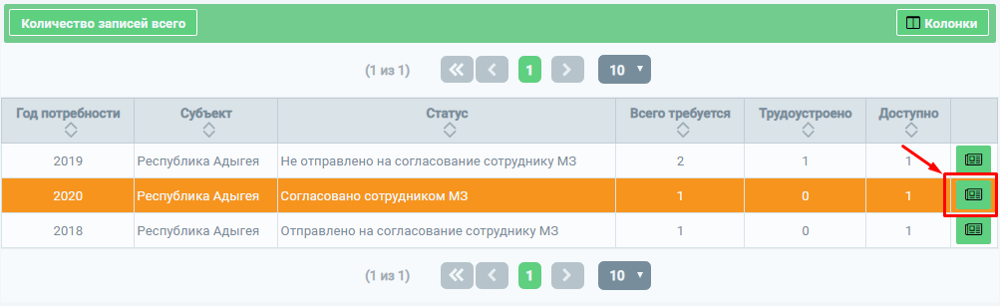 Количество записей всего
Колонки
(1 из 1) 1 10
Год потребности Субъект Статус Всего требуется Трудоустроено Доступно
2019 Республика Адыгея Не отправлено на согласование сотруднику МЗ 2 1 1
2020 Республика Адыгея Согласовано сотрудником МЗ 1 0 1
2018 Республика Адыгея Отправлено на согласование сотруднику МЗ 1 0 1
(1 из 1) 1 10